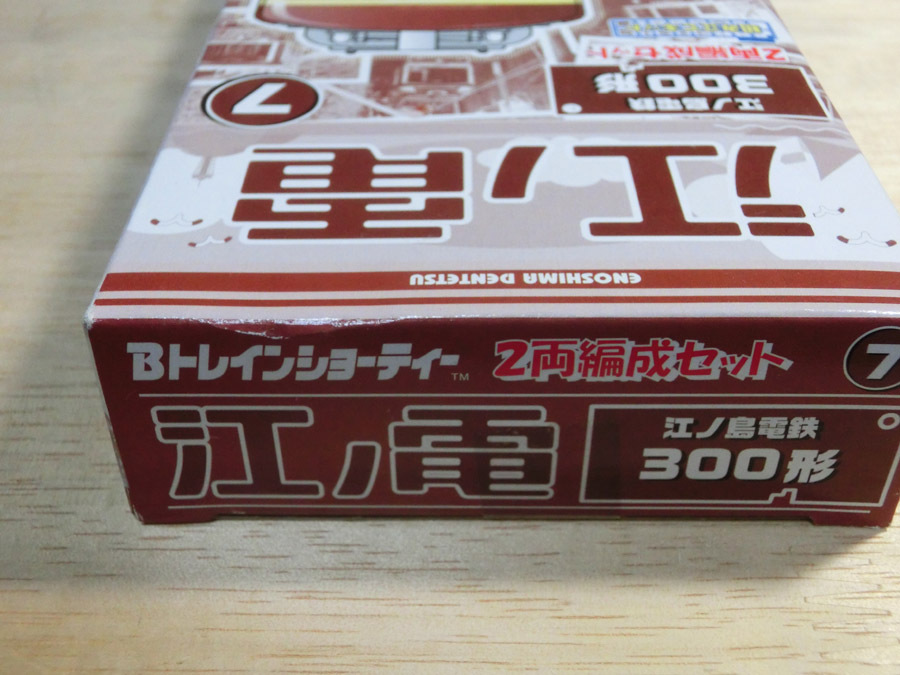 2両編成セット
江ノ島電鉄
300形
7
江ノ電
ENOSHIMA DENTETSU
Bトレインショーティー™ 2両編成セット 7
江ノ電
江ノ島電鉄
300形